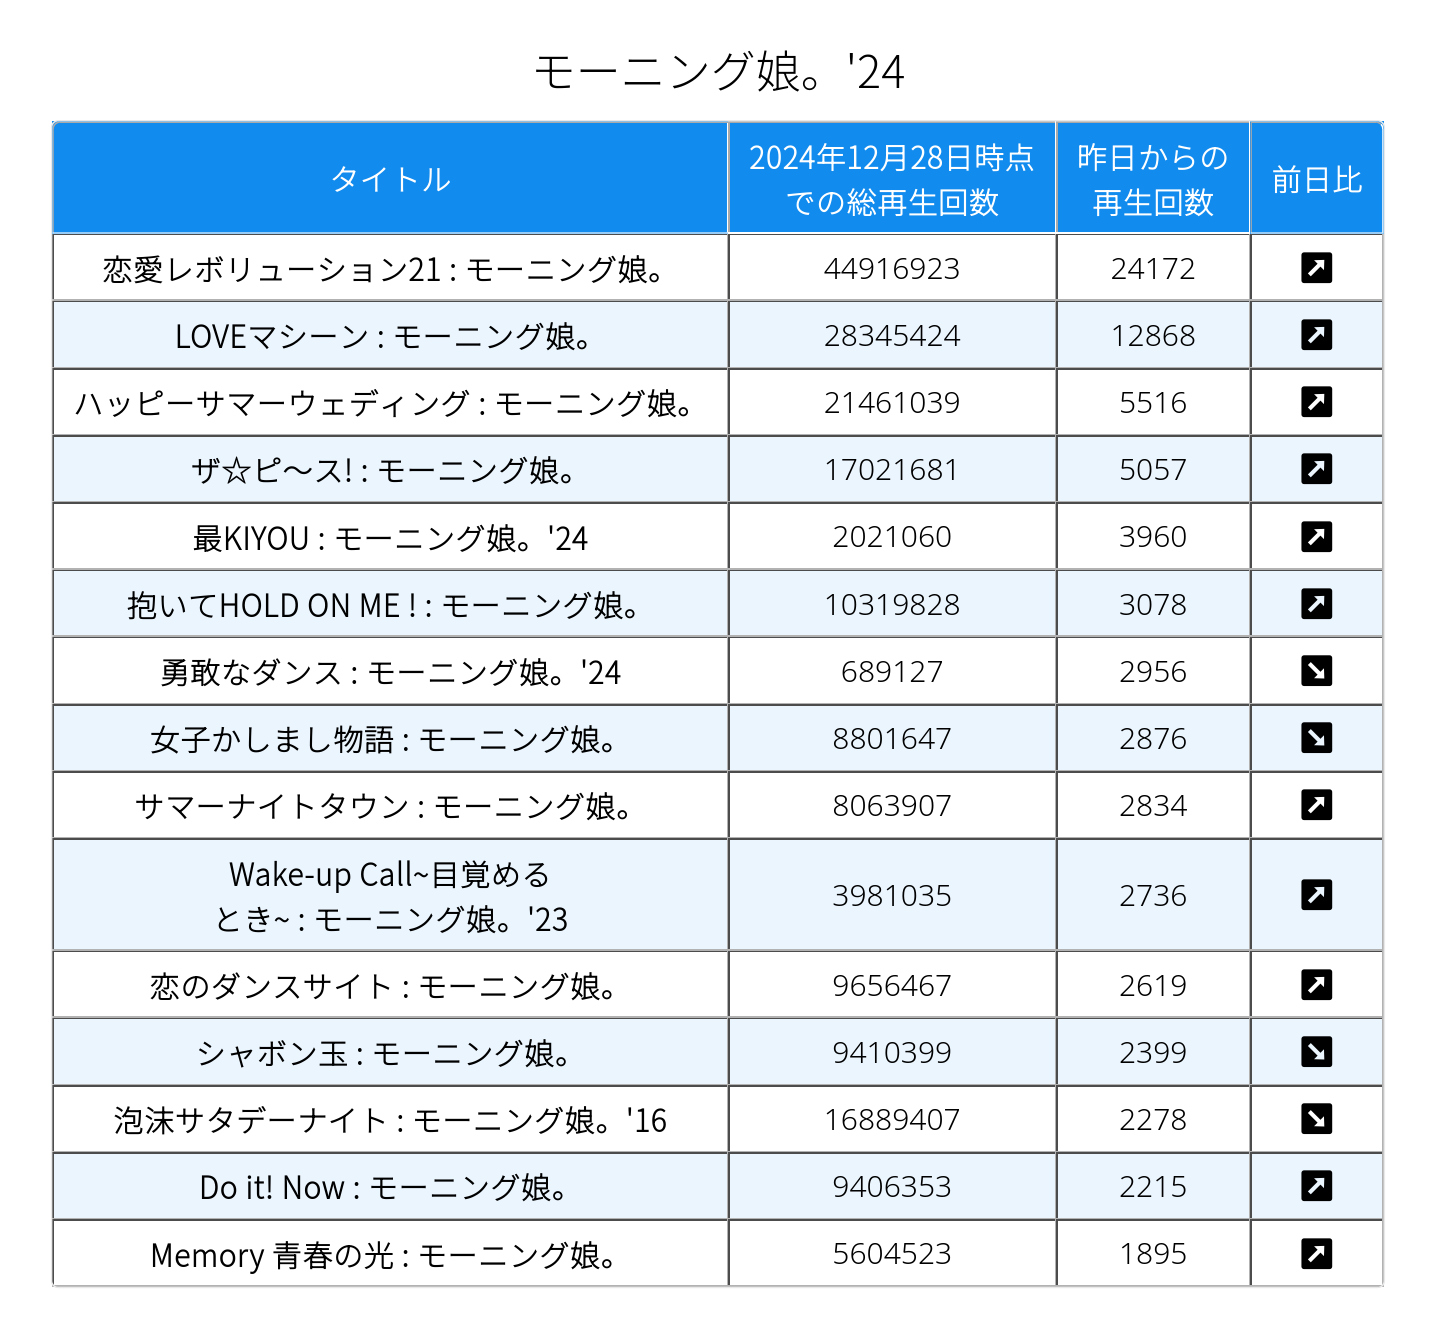 モーニング娘。'24
タイトル
2024年12月28日時点
での総再生回数
昨日からの
再生回数
前日比
恋愛レボリューション21 : モーニング娘。
44916923
24172
LOVEマシーン : モーニング娘。
28345424
12868
ハッピーサマーウェディング : モーニング娘。
21461039
5516
ザ☆ピ〜ス! : モーニング娘。
17021681
5057
最KIYOU : モーニング娘。'24
2021060
3960
抱いてHOLD ON ME ! : モーニング娘。
10319828
3078
勇敢なダンス : モーニング娘。'24
689127
2956
女子かしまし物語 : モーニング娘。
8801647
2876
サマーナイトタウン : モーニング娘。
8063907
2834
Wake-up Call~目覚める
とき~ : モーニング娘。'23
3981035
2736
恋のダンスサイト : モーニング娘。
9656467
2619
シャボン玉 : モーニング娘。
9410399
2399
泡沫サタデーナイト : モーニング娘。'16
16889407
2278
Do it! Now : モーニング娘。
9406353
2215
Memory 青春の光 : モーニング娘。
5604523
1895